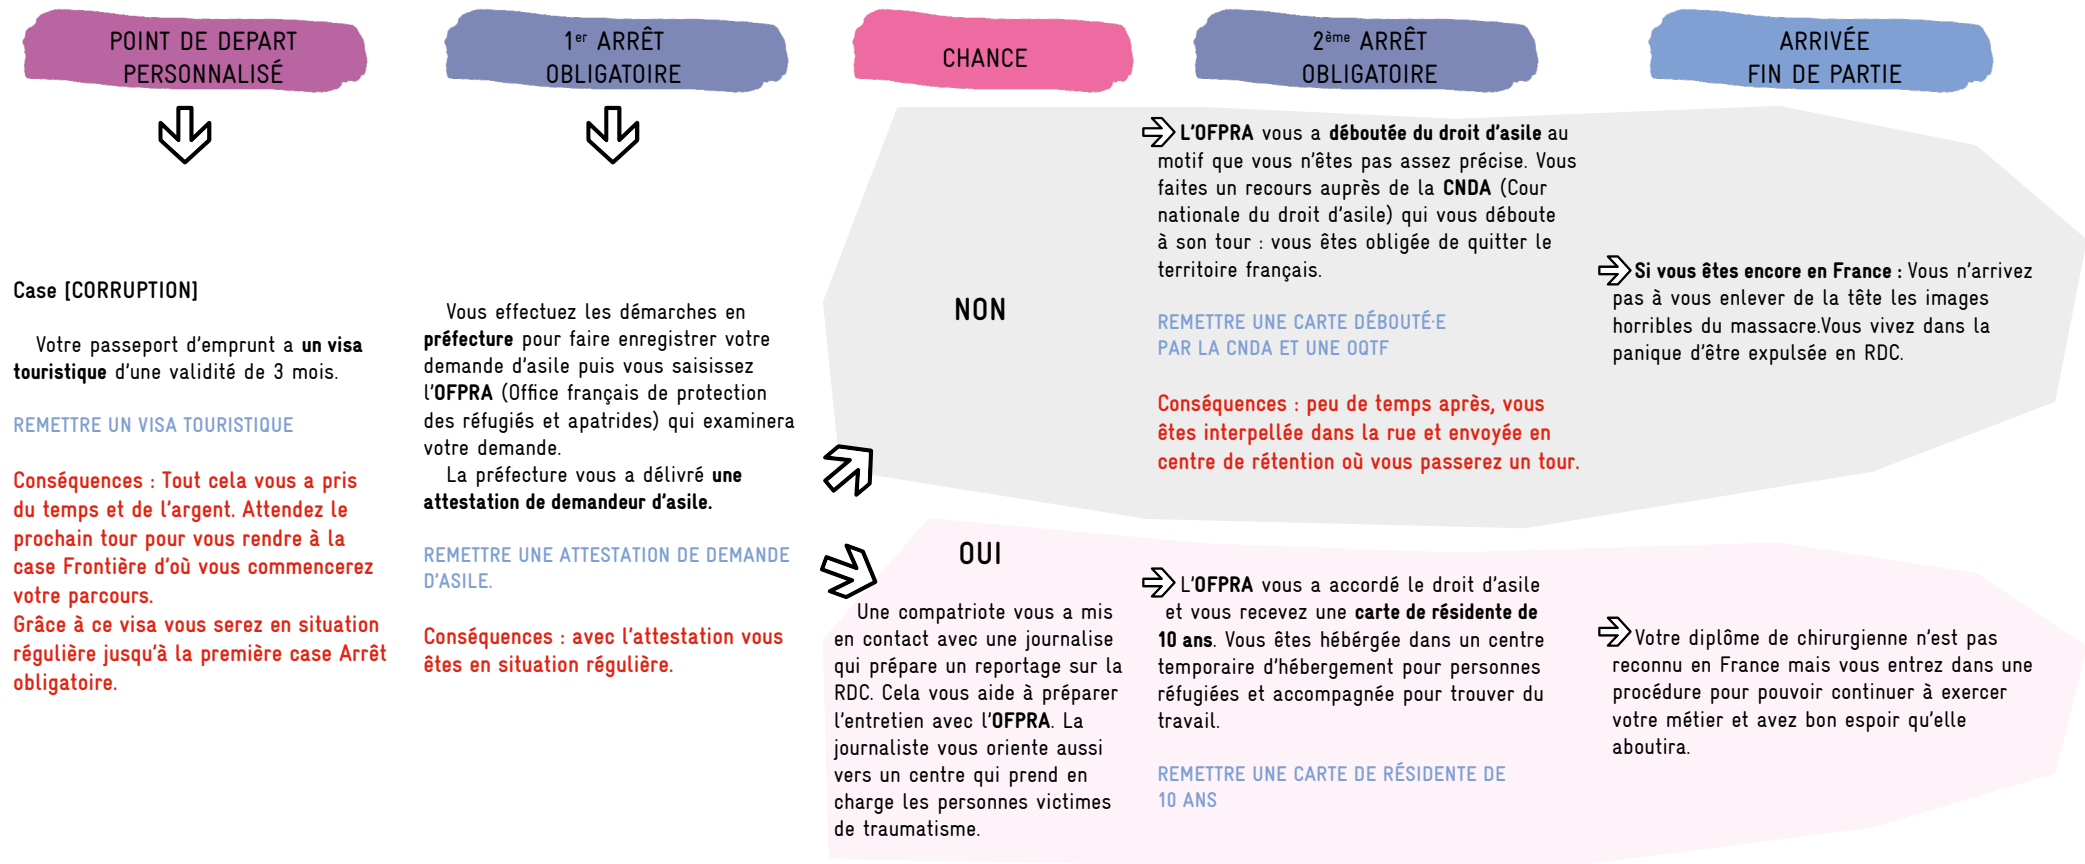 POINT DE DEPART
PERSONNALISÉ
1er ARRÊT
OBLIGATOIRE
CHANCE
2ème ARRÊT
OBLIGATOIRE
ARRIVÉE
FIN DE PARTIE
Case [CORRUPTION]
Votre passeport d'emprunt a un visa
touristique d'une validité de 3 mois.
REMETTRE UN VISA TOURISTIQUE
Conséquences : Tout cela vous a pris
du temps et de l'argent. Attendez le
prochain tour pour vous rendre à la
case Frontière d'où vous commencerez
votre parcours.
Grâce à ce visa vous serez en situation
régulière jusqu'à la première case Arrêt
obligatoire.
Vous effectuez les démarches en
préfecture pour faire enregistrer votre
demande d'asile puis vous saisissez
l'OFPRA (Office français de protection
des réfugiés et apatrides) qui examinera
votre demande.
La préfecture vous a délivré une
attestation de demandeur d'asile.
REMETTRE UNE ATTESTATION DE DEMANDE
D'ASILE.
Conséquences : avec l'attestation vous
êtes en situation régulière.
NON
L'OFPRA vous a déboutée du droit d'asile au
motif que vous n'êtes pas assez précise. Vous
faites un recours auprès de la CNDA (Cour
nationale du droit d'asile) qui vous déboute
à son tour : vous êtes obligée de quitter le
territoire français.
REMETTRE UNE CARTE DÉBOUTÉ·E
PAR LA CNDA ET UNE OQTF
Conséquences : peu de temps après, vous
êtes interpellée dans la rue et envoyée en
centre de rétention où vous passerez un tour.
Si vous êtes encore en France : Vous n'arrivez
pas à vous enlever de la tête les images
horribles du massacre.Vous vivez dans la
panique d'être expulsée en RDC.
OUI
Une compatriote vous a mis
en contact avec une journalise
qui prépare un reportage sur la
RDC. Cela vous aide à préparer
l'entretien avec l'OFPRA. La
journaliste vous oriente aussi
vers un centre qui prend en
charge les personnes victimes
de traumatisme.
L'OFPRA vous a accordé le droit d'asile
et vous recevez une carte de résidente de
10 ans. Vous êtes hébérgée dans un centre
temporaire d'hébergement pour personnes
réfugiées et accompagnée pour trouver du
travail.
REMETTRE UNE CARTE DE RÉSIDENTE DE
10 ANS
Votre diplôme de chirurgienne n'est pas
reconnu en France mais vous entrez dans une
procédure pour pouvoir continuer à exercer
votre métier et avez bon espoir qu'elle
aboutira.